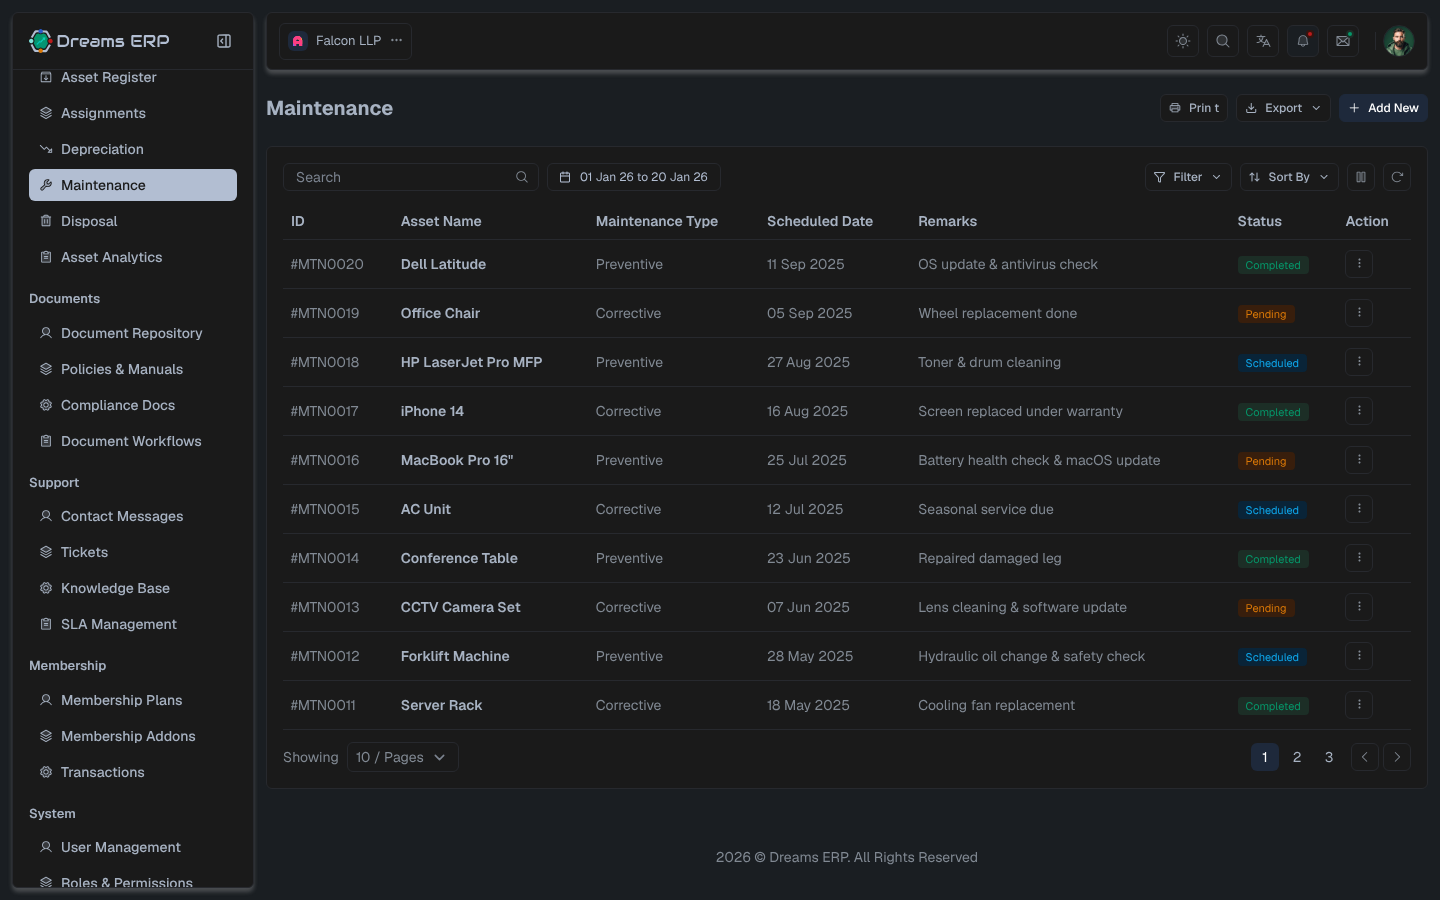 Dreams ERP
Asset Register
Assignments
Depreciation
Maintenance
Disposal
Asset Analytics
Documents
Document Repository
Policies & Manuals
Compliance Docs
Document Workflows
Support
Contact Messages
Tickets
Knowledge Base
SLA Management
Membership
Membership Plans
Membership Addons
Transactions
System
User Management
Roles & Permissions
Falcon LLP
Maintenance
Print t
Export
Add New
Search
01 Jan 26 to 20 Jan 26
Filter
Sort By
ID Asset Name Maintenance Type Scheduled Date Remarks Status Action
#MTN0020 Dell Latitude Preventive 11 Sep 2025 OS update & antivirus check Completed
#MTN0019 Office Chair Corrective 05 Sep 2025 Wheel replacement done Pending
#MTN0018 HP LaserJet Pro MFP Preventive 27 Aug 2025 Toner & drum cleaning Scheduled
#MTN0017 iPhone 14 Corrective 16 Aug 2025 Screen replaced under warranty Completed
#MTN0016 MacBook Pro 16" Preventive 25 Jul 2025 Battery health check & macOS update Pending
#MTN0015 AC Unit Corrective 12 Jul 2025 Seasonal service due Scheduled
#MTN0014 Conference Table Preventive 23 Jun 2025 Repaired damaged leg Completed
#MTN0013 CCTV Camera Set Corrective 07 Jun 2025 Lens cleaning & software update Pending
#MTN0012 Forklift Machine Preventive 28 May 2025 Hydraulic oil change & safety check Scheduled
#MTN0011 Server Rack Corrective 18 May 2025 Cooling fan replacement Completed
Showing 10 / Pages
1 2 3
2026 © Dreams ERP. All Rights Reserved